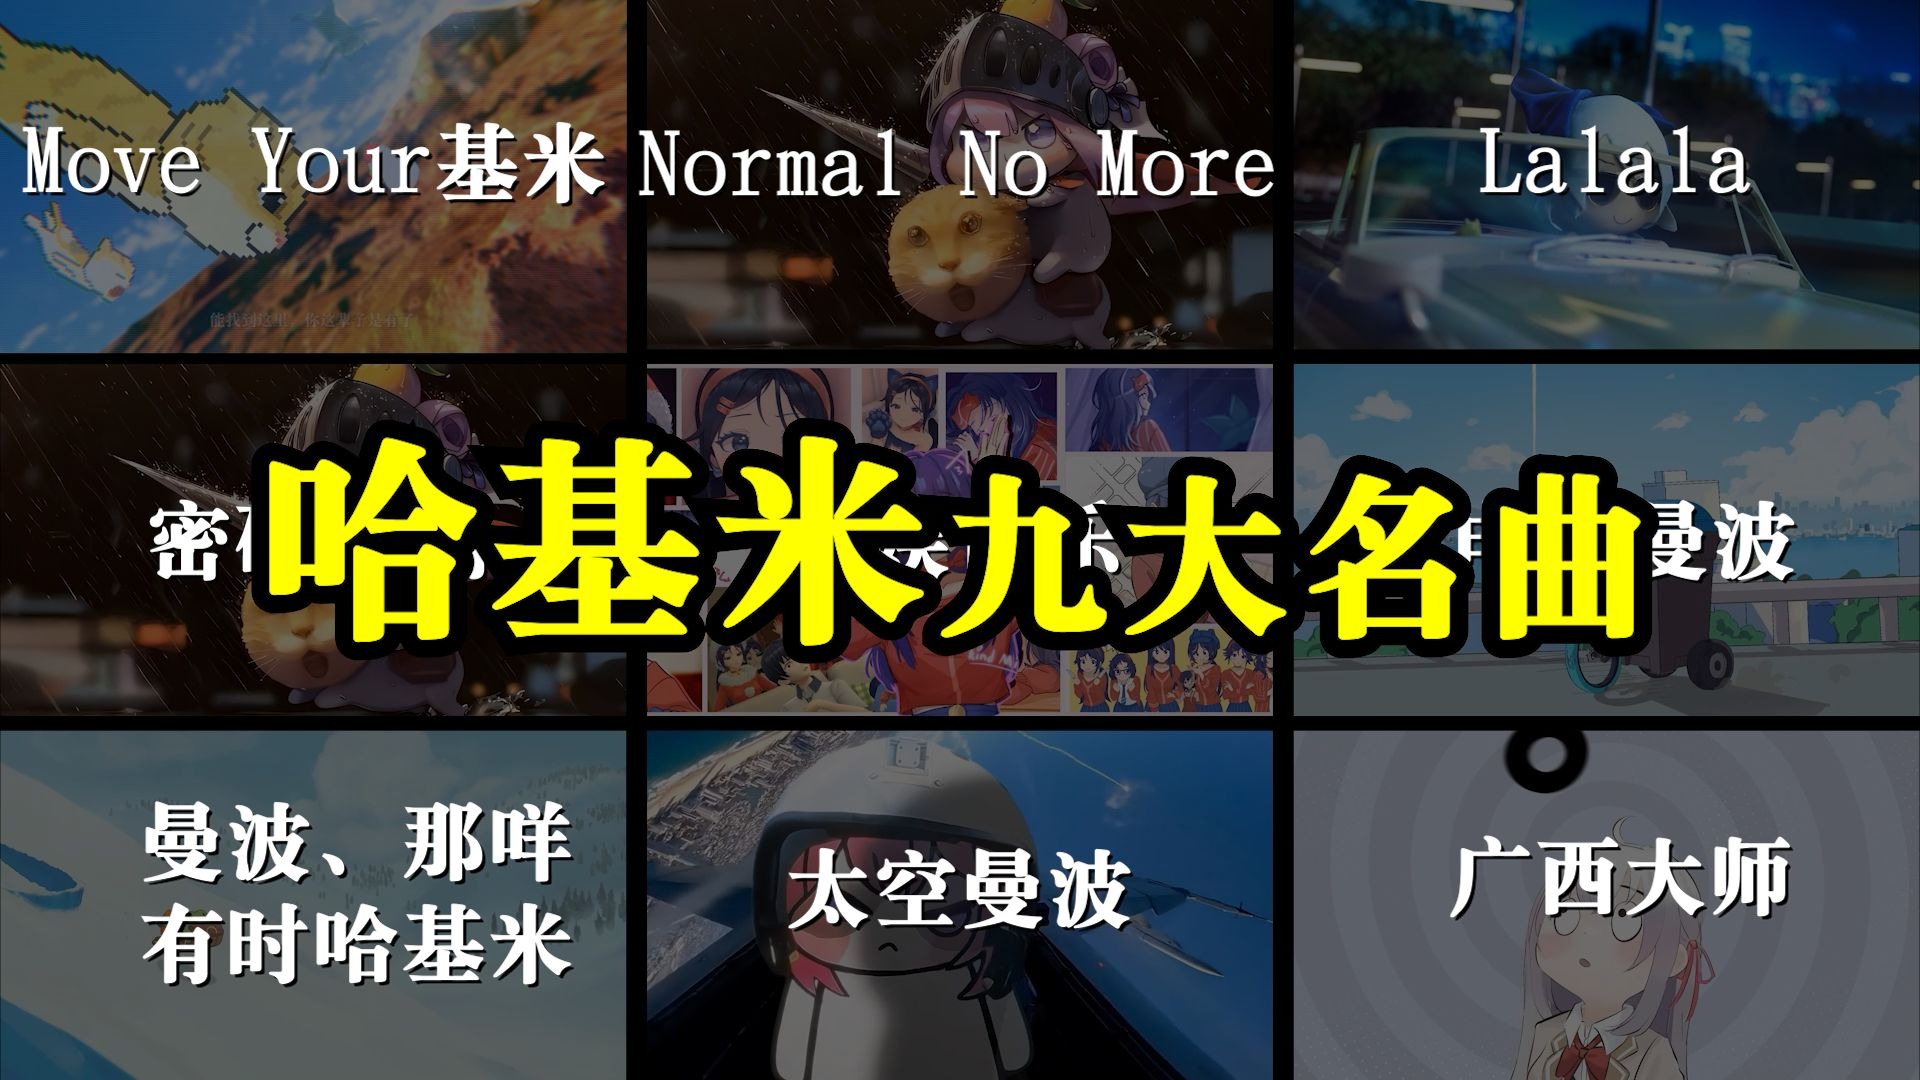 Move Your基米
Normal No More
Lalala
能找到这里，你这辈子是有了
密
哈基米九大名曲
曼波
曼波、那咩
有时哈基米
太空曼波
广西大师